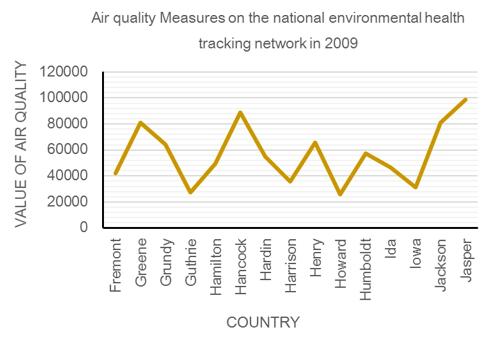 Air quality Measures on the national environmental health
tracking network in 2009
VALUE OF AIR QUALITY
120000
100000
80000
60000
40000
20000
0
Fremont
Greene
Grundy
Guthrie
Hamilton
Hancock
Hardin
Harrison
Henry
Howard
Humboldt
Ida
Iowa
Jackson
Jasper
COUNTRY